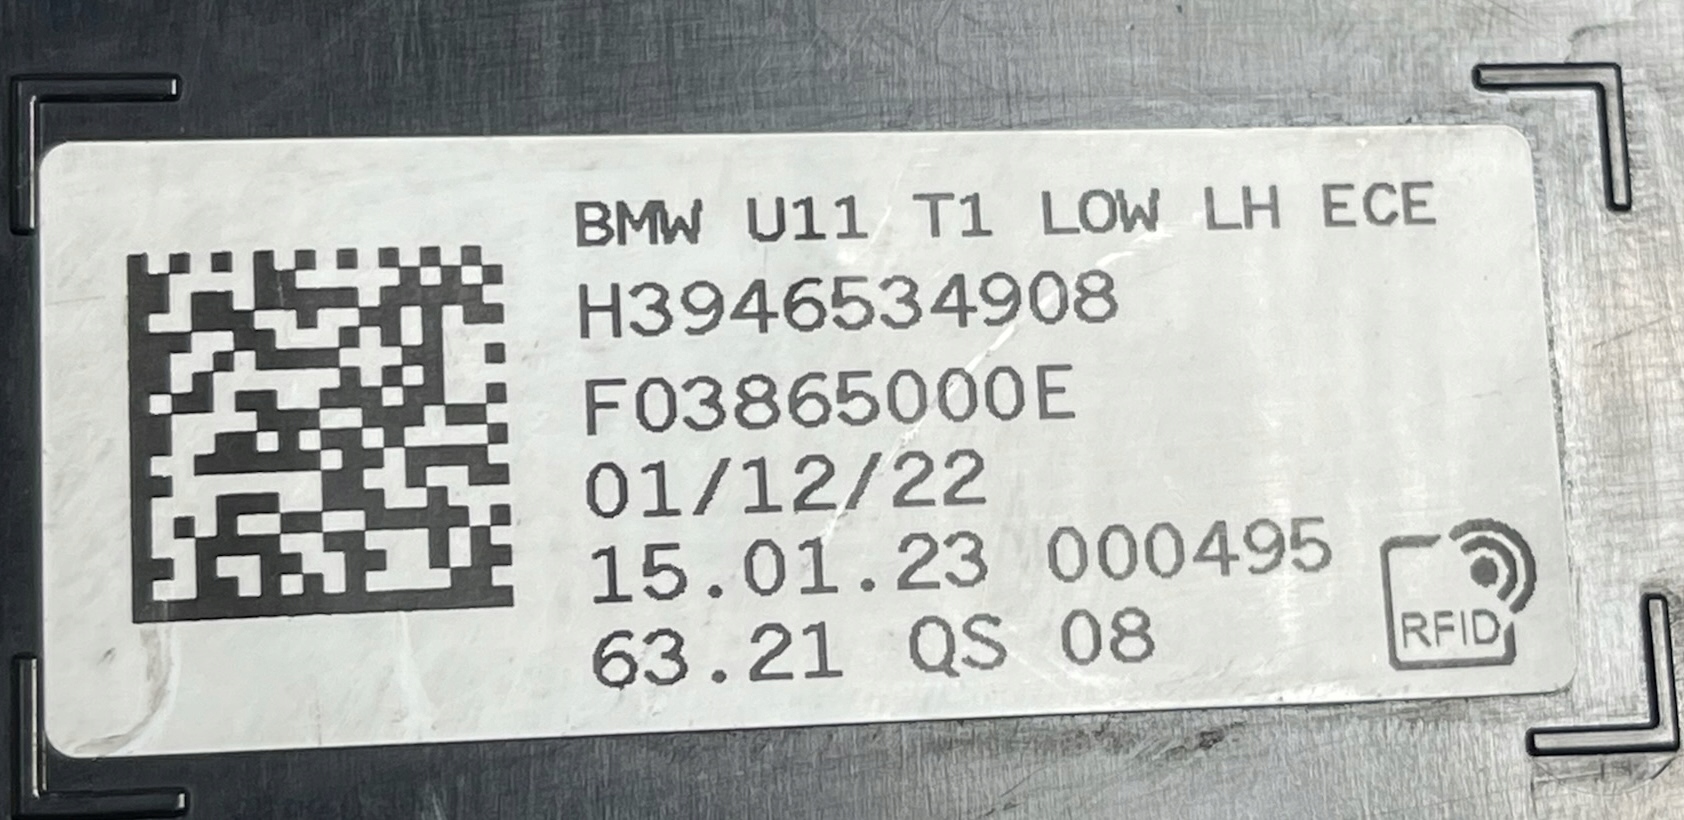 BMW U11 T1 LOW LH ECE
H3946534908
F03865000E
01/12/22
15.01.23 000495
63.21 QS 08
RFID